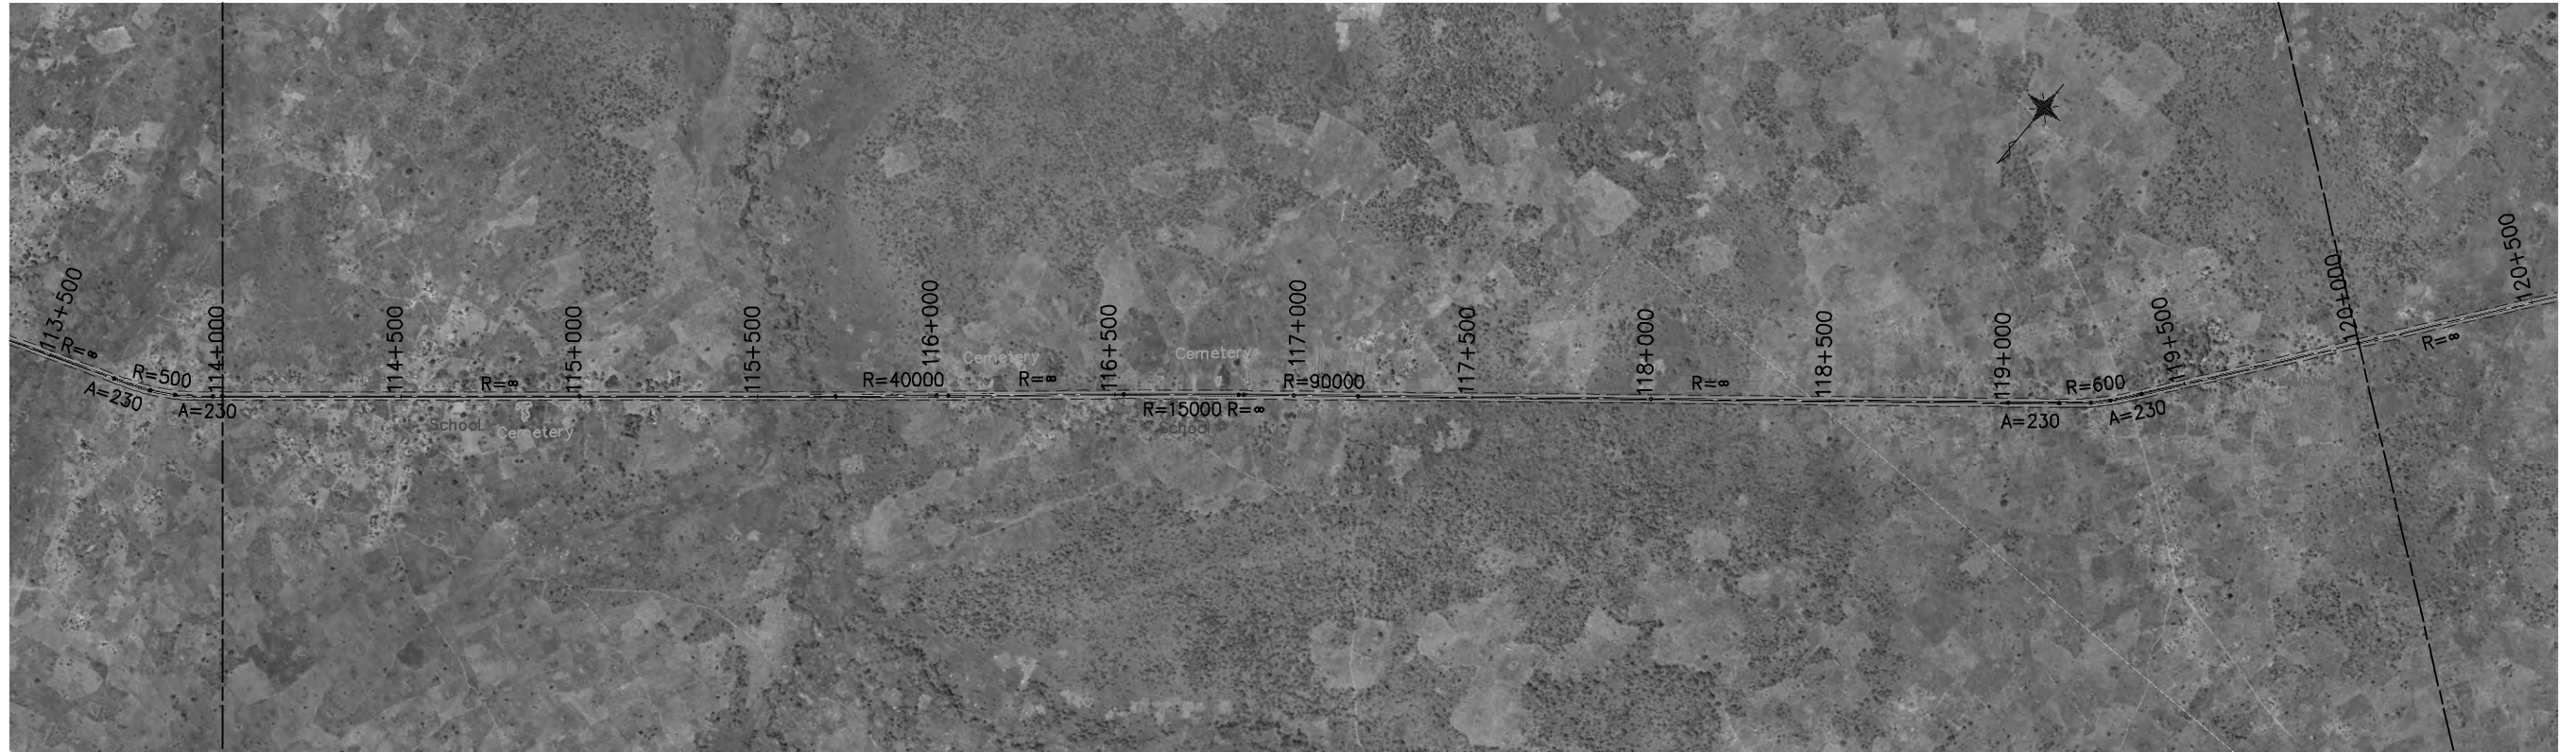 113+500
R=∞
A=230
R=500
A=230
114+000
114+500
School
R=∞
Cemetery
115+000
115+500
R=40000
116+000
Cemetery
R=∞
116+500
R=15000
Cemetery
School
R=∞
117+000
R=90000
117+500
118+000
R=∞
118+500
119+000
A=230
R=600
A=230
119+500
120+000
R=∞
120+500